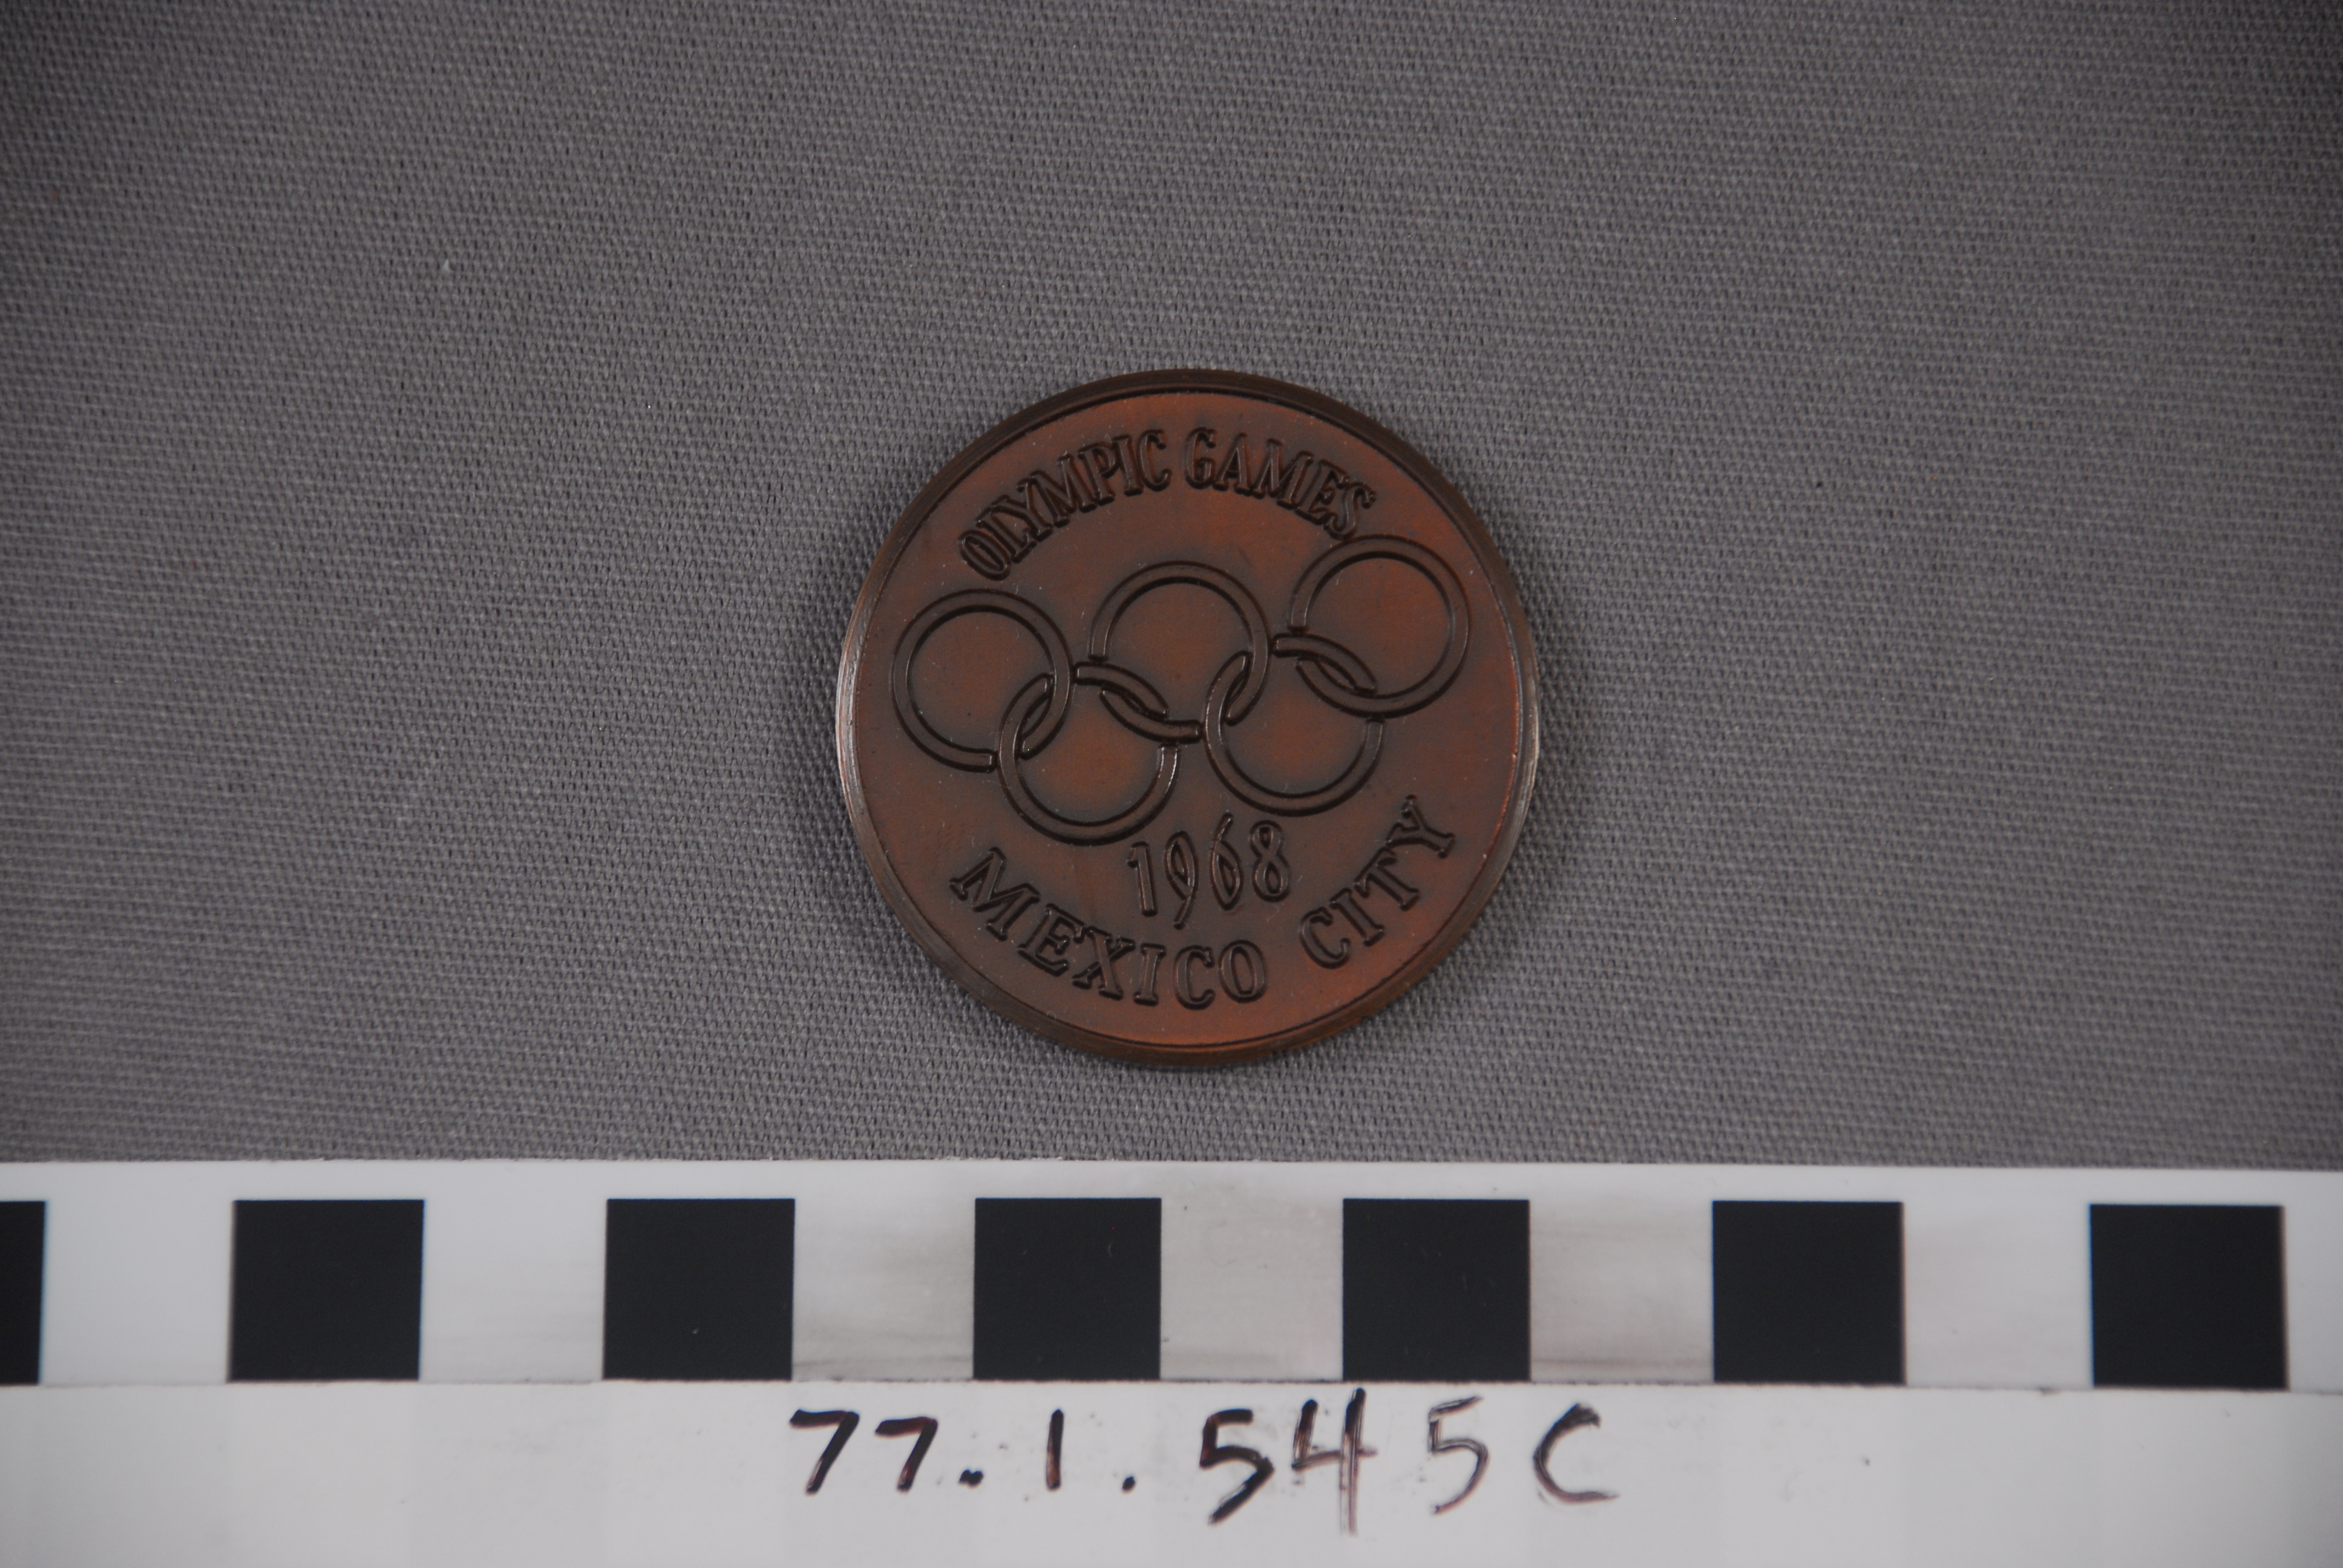 OLYMPIC GAMES
1968
MEXICO CITY
77.1.545C